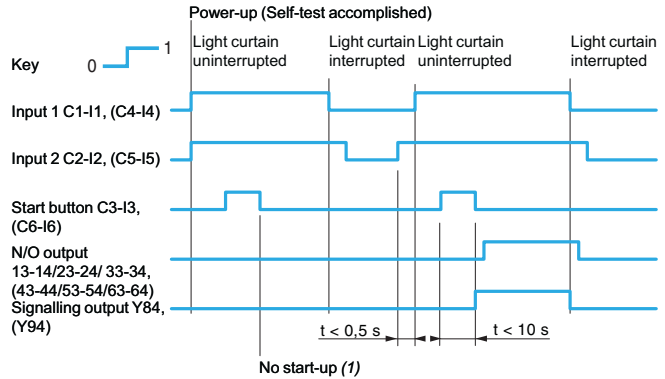 Power-up (Self-test accomplished)
Light curtain
uninterrupted
Light curtain
interrupted
Light curtain
uninterrupted
Light curtain
interrupted
Key
0
1
Input 1 C1-I1, (C4-I4)
Input 2 C2-I2, (C5-I5)
Start button C3-I3,
(C6-I6)
N/O output
13-14/23-24/ 33-34,
(43-44/53-54/63-64)
Signalling output Y84,
(Y94)
t < 0,5 s
t < 10 s
No start-up (1)